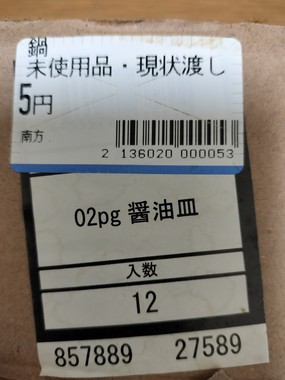 鍋
未使用品・現状渡し
5円
南方
2 136020 000053
02pg 醤油皿
入数
12
857889 27589